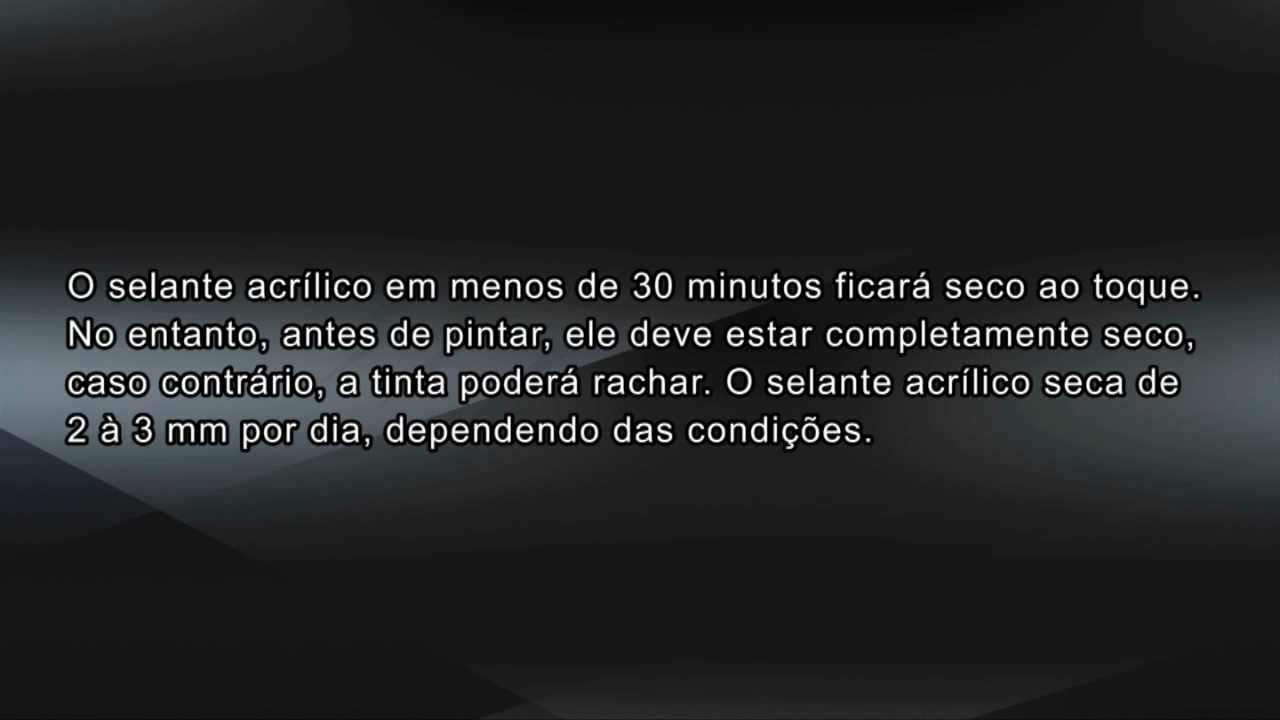 O selante acrílico em menos de 30 minutos ficará seco ao toque.
No entanto, antes de pintar, ele deve estar completamente seco,
caso contrário, a tinta poderá rachar. O selante acrílico seca de
2 à 3 mm por dia, dependendo das condições.